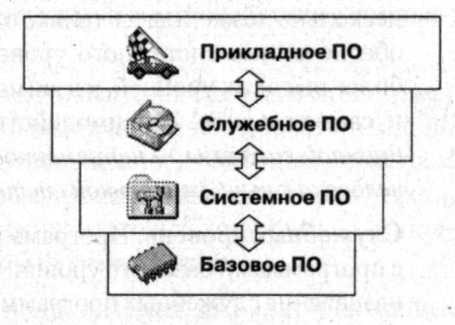 Прикладное ПО
Служебное ПО
Системное ПО
Базовое ПО